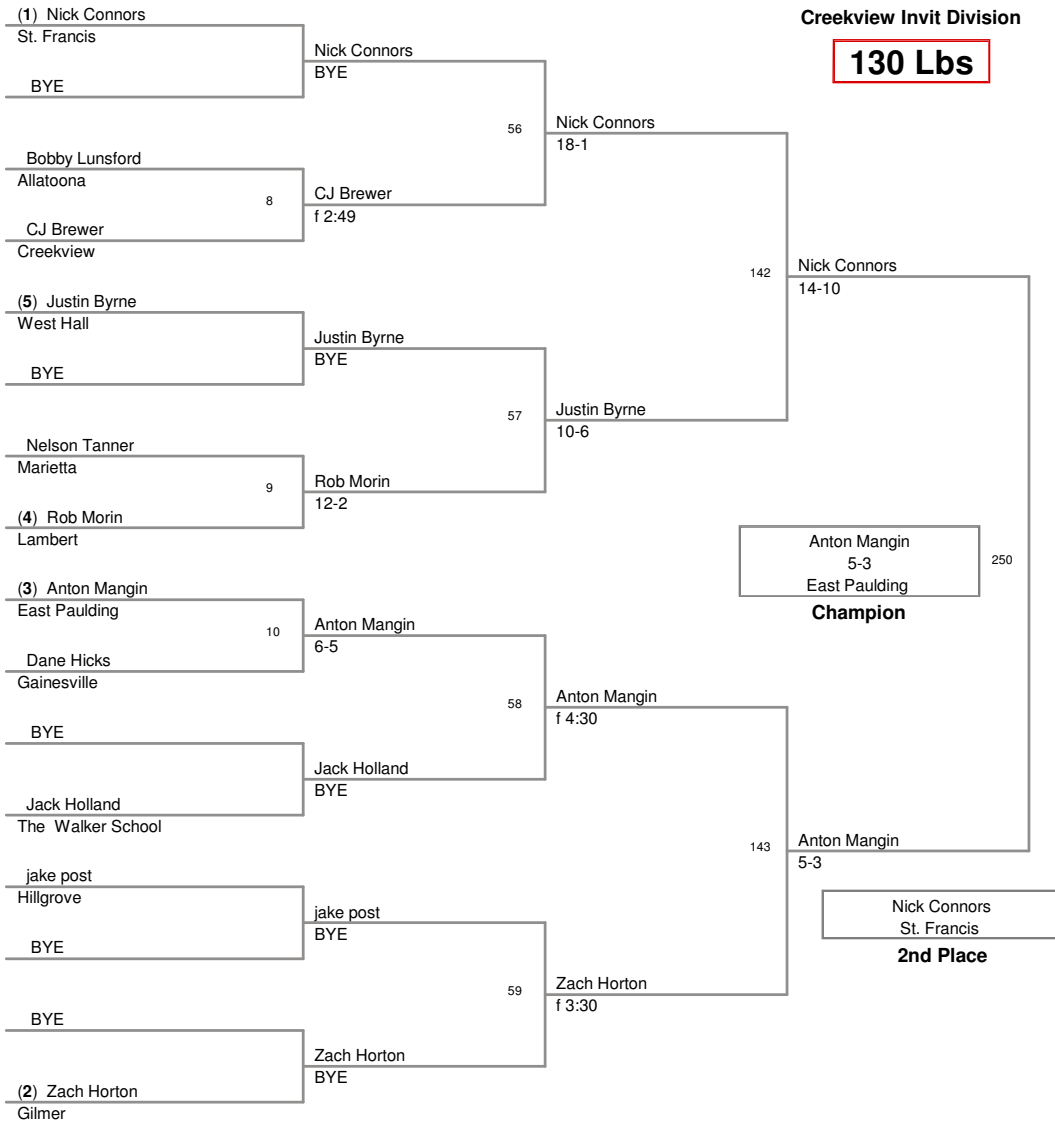 Creekview Invit Division
130 Lbs
(1) Nick Connors
St. Francis
BYE
Bobby Lunsford
Allatoona
8
CJ Brewer
Creekview
(5) Justin Byrne
West Hall
BYE
Nelson Tanner
Marietta
9
(4) Rob Morin
Lambert
(3) Anton Mangin
East Paulding
10
Dane Hicks
Gainesville
BYE
Jack Holland
The Walker School
jake post
Hillgrove
BYE
BYE
(2) Zach Horton
Gilmer
Nick Connors
BYE
56
CJ Brewer
f 2:49
Justin Byrne
BYE
57
Rob Morin
12-2
Anton Mangin
6-5
58
Jack Holland
BYE
jake post
BYE
59
Zach Horton
BYE
Nick Connors
18-1
142
Justin Byrne
10-6
Anton Mangin
f 4:30
143
Zach Horton
f 3:30
Nick Connors
14-10
Anton Mangin
5-3
East Paulding
250
Champion
Anton Mangin
5-3
Nick Connors
St. Francis
2nd Place